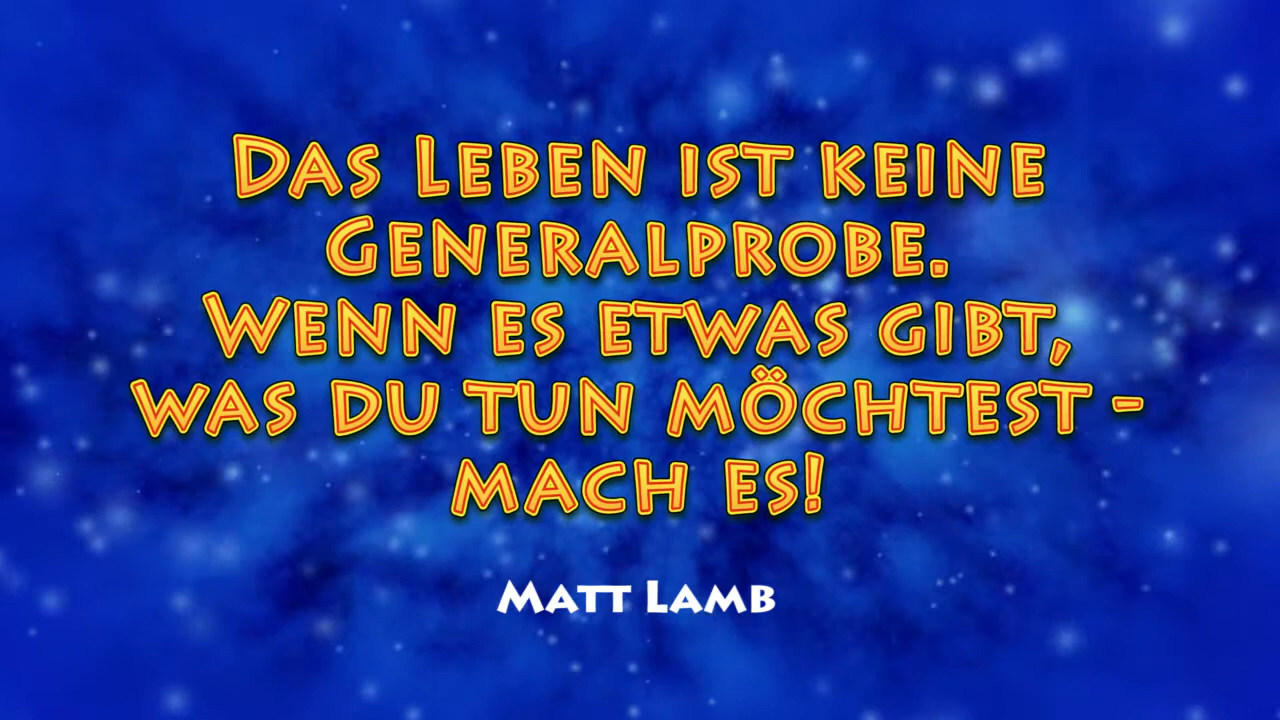 Das Leben ist keine
Generalprobe.
Wenn es etwas gibt,
was du tun möchtest -
mach es!
Matt Lamb